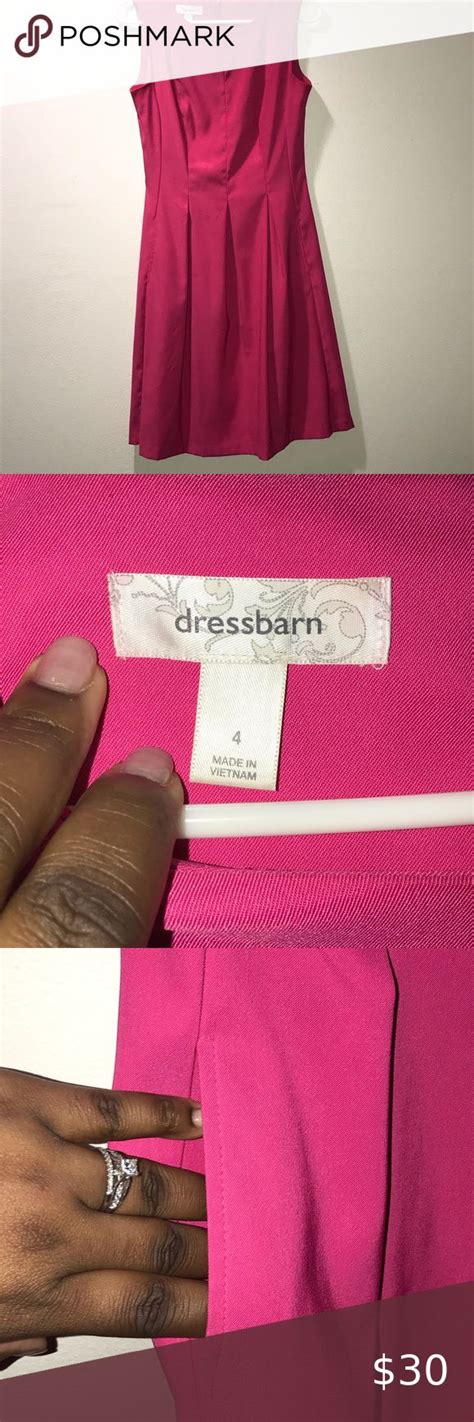 POSHMARK
dressbarn
4
MADE IN
VIETNAM
$30